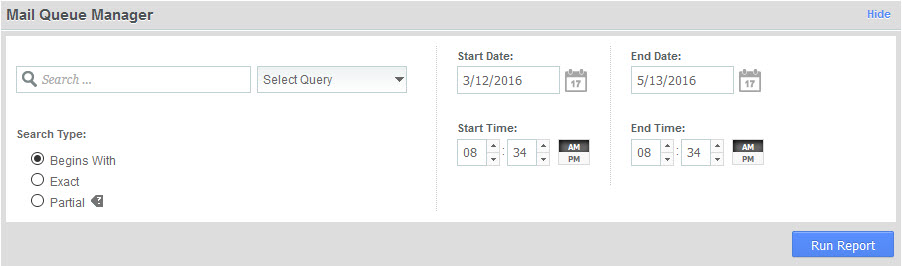 Mail Queue Manager
Hide
Search ...
Select Query
Search Type:
Begins With
Exact
Partial
?
Start Date:
3/12/2016
17
Start Time:
08 : 34 AM
PM
End Date:
5/13/2016
17
End Time:
08 : 34 AM
PM
Run Report